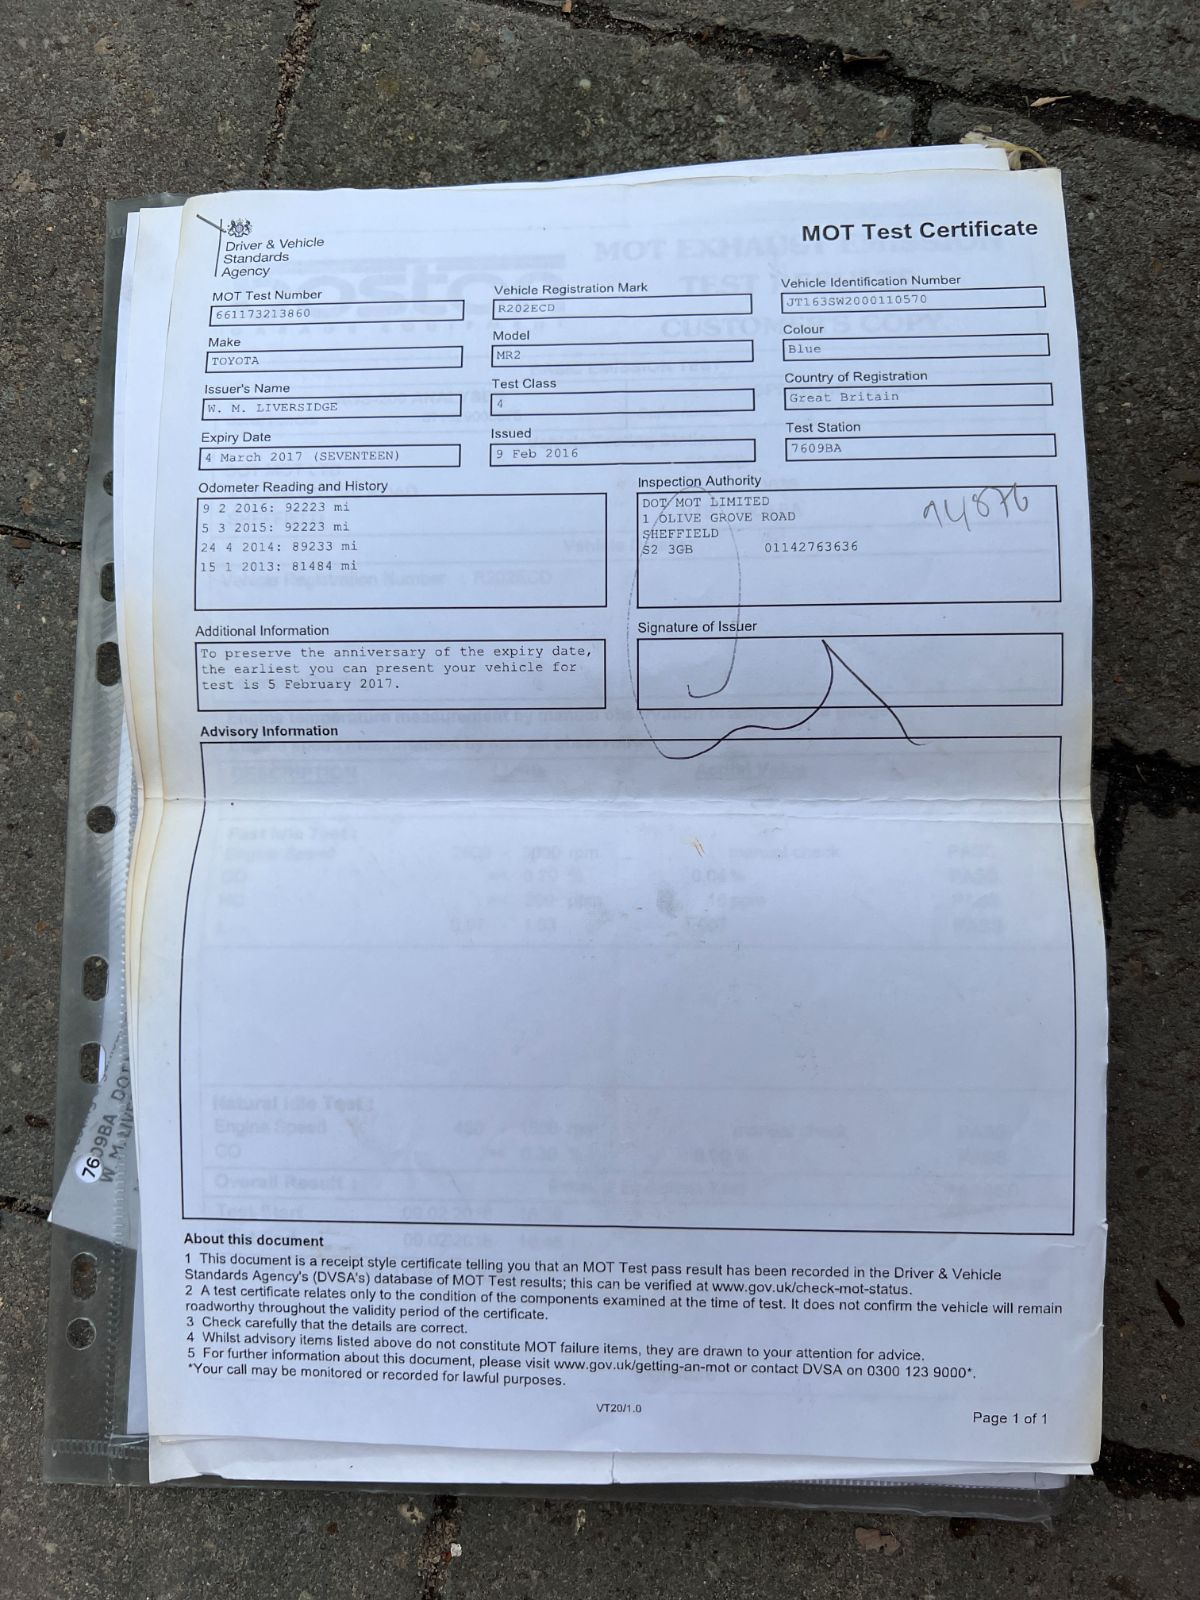 Driver & Vehicle
Standards
Agency
MOT Test Certificate
MOT Test Number
661173213860
Vehicle Registration Mark
R202ECD
Vehicle Identification Number
JT163SW2000110570
Make
TOYOTA
Model
MR2
Colour
Blue
Issuer's Name
W. M. LIVERSIDGE
Test Class
4
Country of Registration
Great Britain
Expiry Date
4 March 2017 (SEVENTEEN)
Issued
9 Feb 2016
Test Station
7609BA
Odometer Reading and History
9 2 2016: 92223 mi
5 3 2015: 92223 mi
24 4 2014: 89233 mi
15 1 2013: 81484 mi
Inspection Authority
DOT MOT LIMITED
1 OLIVE GROVE ROAD
SHEFFIELD
S2 3GB 01142763636
94876
Additional Information
To preserve the anniversary of the expiry date,
the earliest you can present your vehicle for
test is 5 February 2017.
Signature of Issuer
Advisory Information
About this document
1 This document is a receipt style certificate telling you that an MOT Test pass result has been recorded in the Driver & Vehicle
Standards Agency's (DVSA's) database of MOT Test results; this can be verified at www.gov.uk/check-mot-status.
2 A test certificate relates only to the condition of the components examined at the time of test. It does not confirm the vehicle will remain
roadworthy throughout the validity period of the certificate.
3 Check carefully that the details are correct.
4 Whilst advisory items listed above do not constitute MOT failure items, they are drawn to your attention for advice.
5 For further information about this document, please visit www.gov.uk/getting-an-mot or contact DVSA on 0300 123 9000*.
*Your call may be monitored or recorded for lawful purposes.
VT20/1.0
Page 1 of 1
7609BA DOT
W. M. LIVE